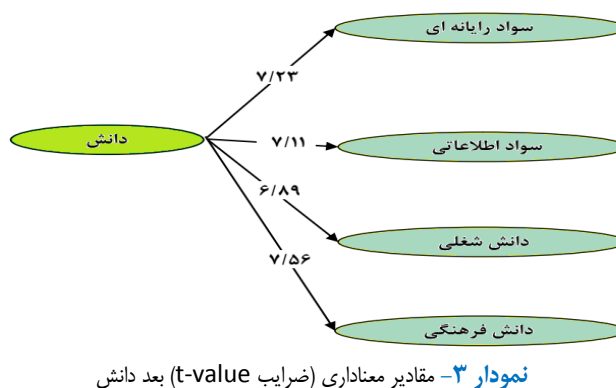 سواد رایانه ای
۷/۲۳
دانش
۷/۱۱
سواد اطلاعاتی
۶/۸۹
دانش شغلی
۷/۵۶
دانش فرهنگی
نمودار ۳- مقادیر معناداری (ضرایب t-value) بعد دانش